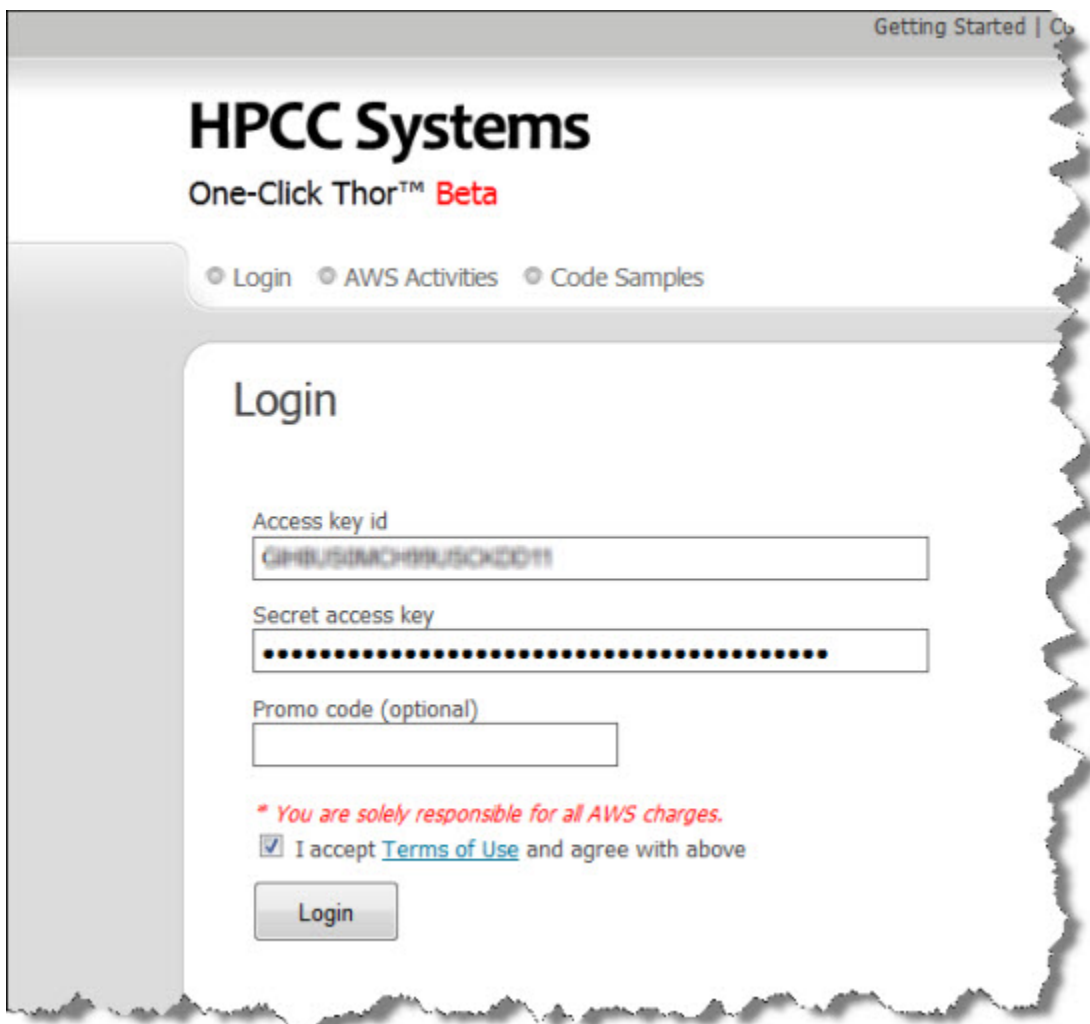 Getting Started |
HPCC Systems
One-Click Thor™ Beta
Login AWS Activities Code Samples
Login
Access key id
Secret access key
••••••••••••••••••••••••••••••••••••••••
Promo code (optional)
* You are solely responsible for all AWS charges.
I accept Terms of Use and agree with above
Login